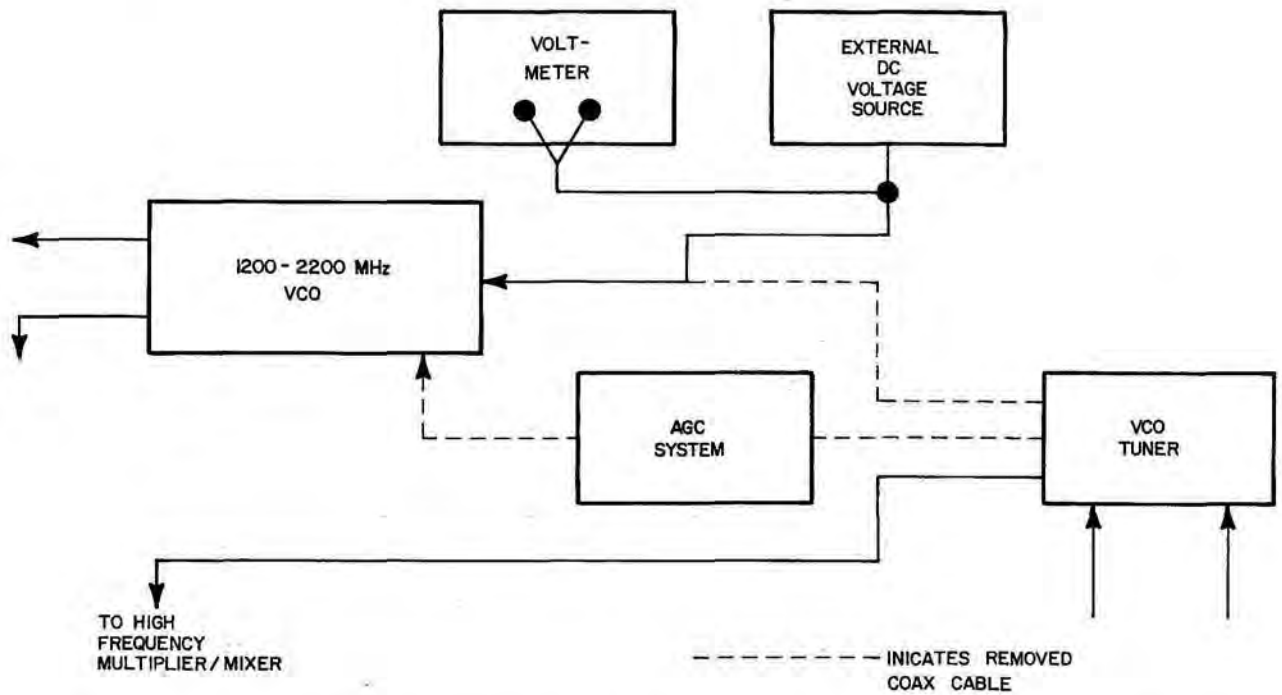 VOLT-
METER
EXTERNAL
DC
VOLTAGE
SOURCE
1200 - 2200 MHz
VCO
AGC
SYSTEM
VCO
TUNER
TO HIGH
FREQUENCY
MULTIPLIER / MIXER
INICATES REMOVED
COAX CABLE